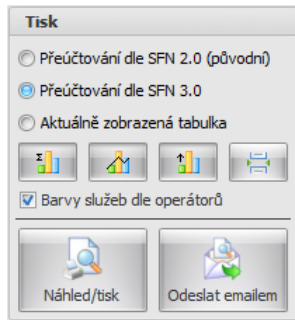 Tisk
Přeúčtování dle SFN 2.0 (původní)
Přeúčtování dle SFN 3.0
Aktuálně zobrazená tabulka
Barvy služeb dle operátorů
Náhled/tisk
Odeslat emailem